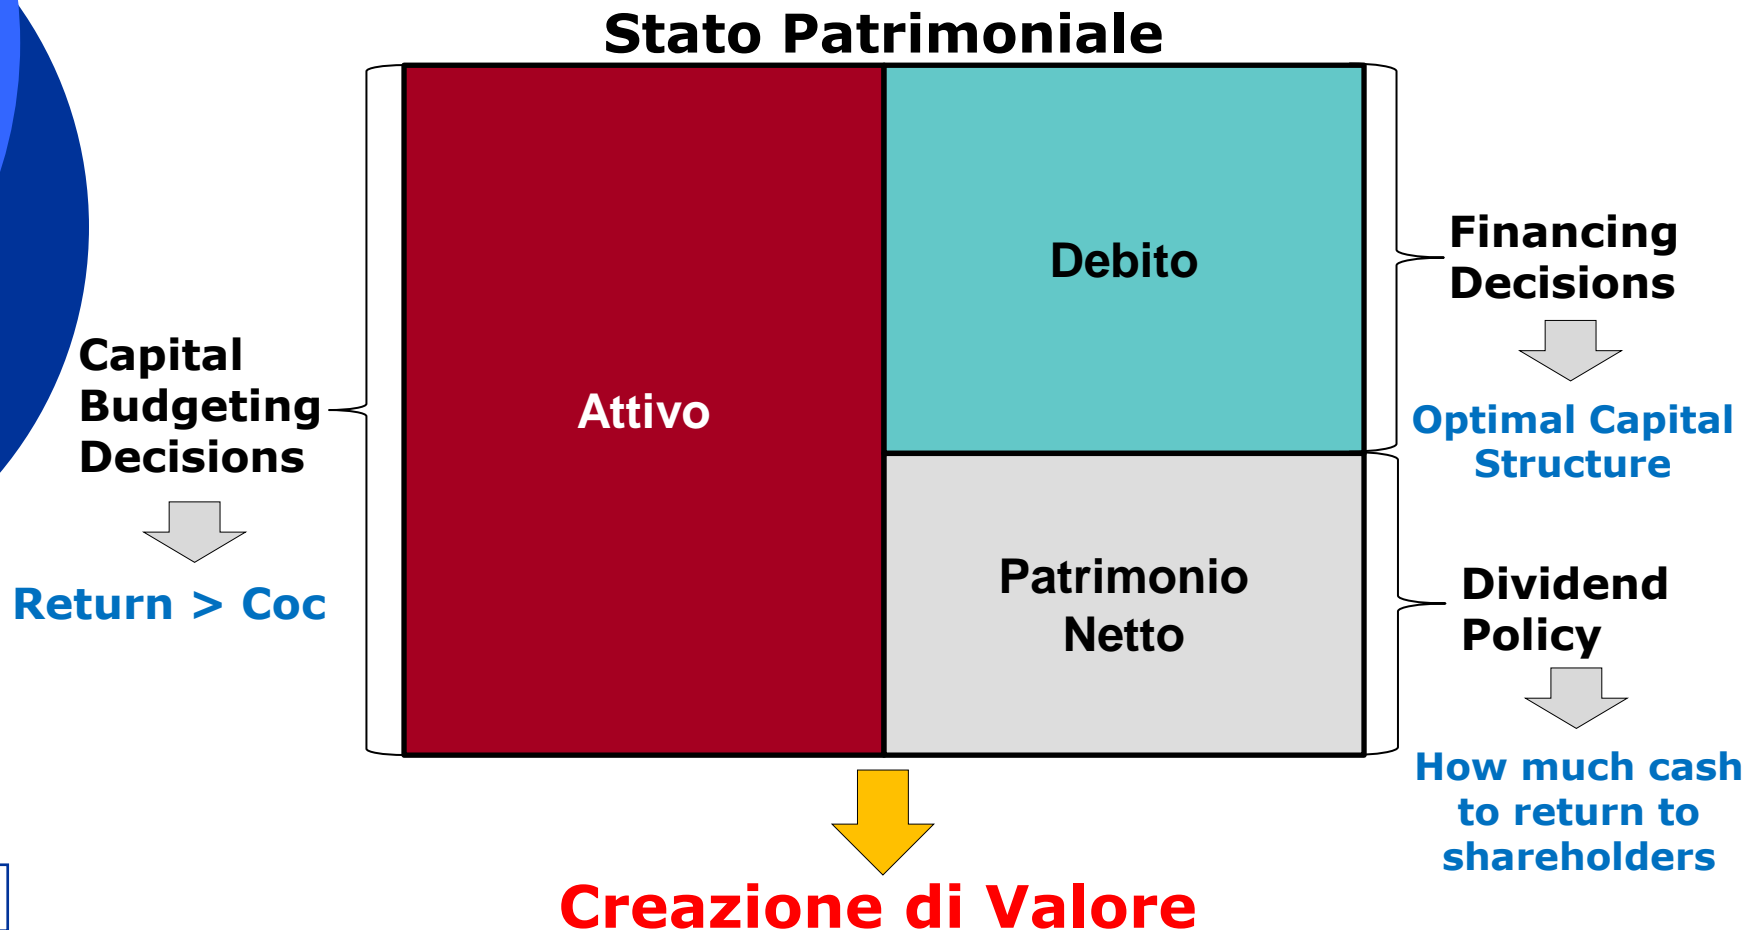 Stato Patrimoniale
Capital
Budgeting
Decisions
Return > Coc
Attivo
Debito
Patrimonio
Netto
Financing
Decisions
Optimal Capital
Structure
Dividend
Policy
How much cash
to return to
shareholders
Creazione di Valore